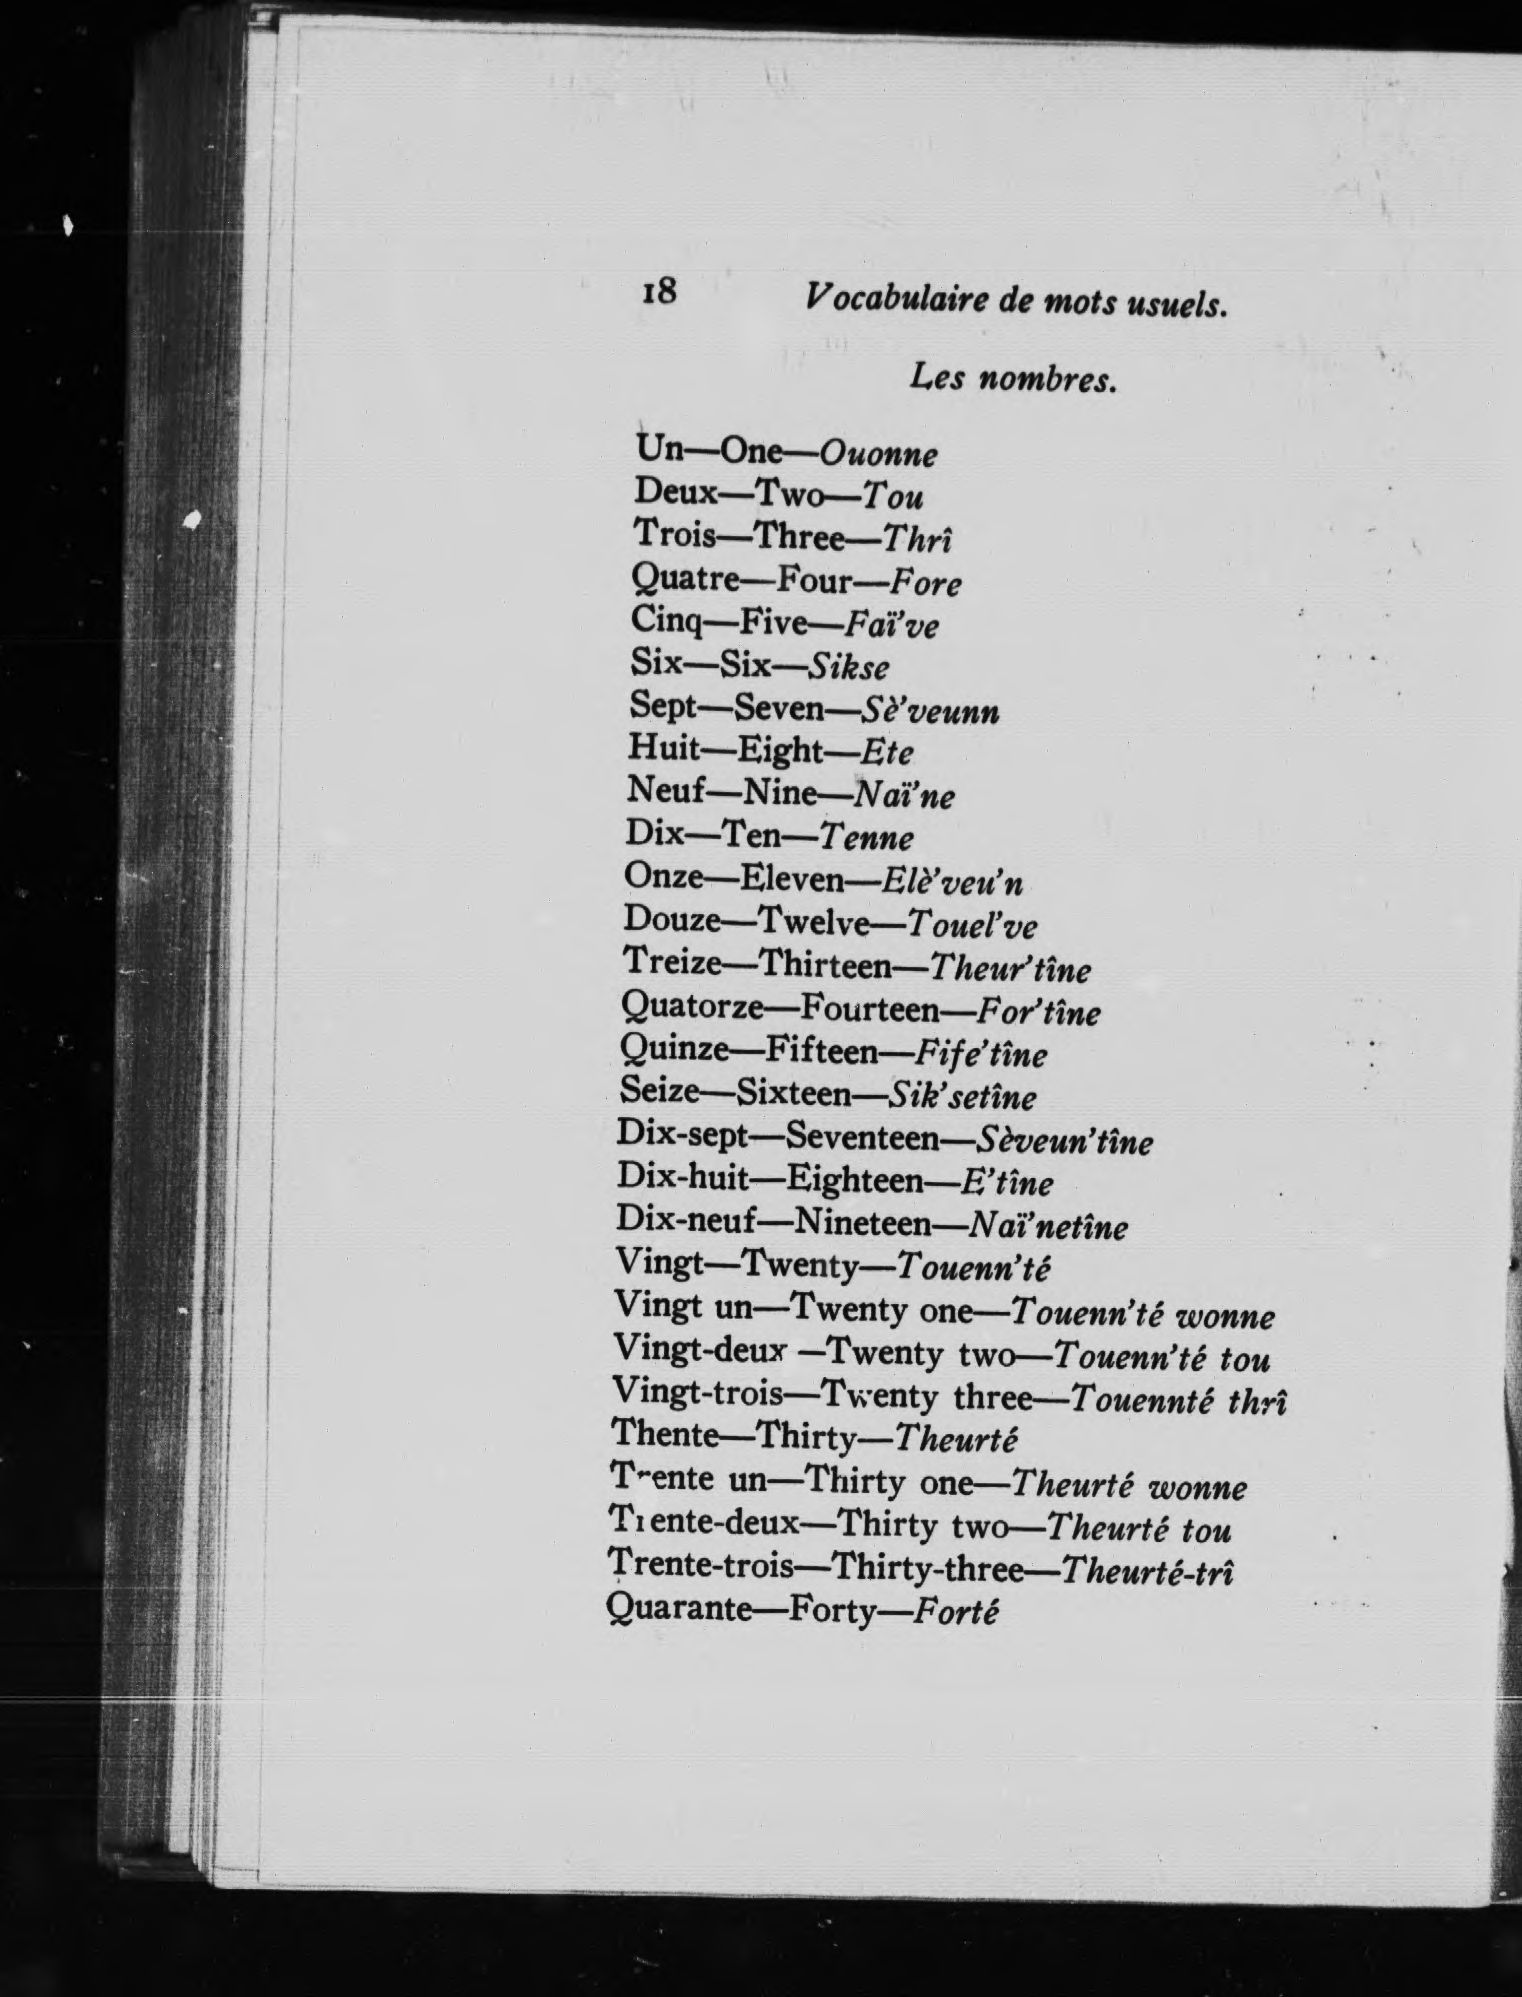 18 Vocabulaire de mots usuels.
Les nombres.
Un—One—Ouonne
Deux—Two—Tou
Trois—Three—Thrî
Quatre—Four—Fore
Cinq—Five—Faï've
Six—Six—Sikse
Sept—Seven—Sè'veunn
Huit—Eight—Ete
Neuf—Nine—Naï'ne
Dix—Ten—Tenne
Onze—Eleven—Elè'veu'n
Douze—Twelve—Touel've
Treize—Thirteen—Theur'tîne
Quatorze—Fourteen—For'tîne
Quinze—Fifteen—Fife'tîne
Seize—Sixteen—Sik'setîne
Dix-sept—Seventeen—Sèveun'tîne
Dix-huit—Eighteen—E'tîne
Dix-neuf—Nineteen—Naï'netîne
Vingt—Twenty—Touenn'té
Vingt un—Twenty one—Touenn'té wonne
Vingt-deux—Twenty two—Touenn'té tou
Vingt-trois—Twenty three—Touennté thrî
Thente—Thirty—Theurté
Trente un—Thirty one—Theurté wonne
Trente-deux—Thirty two—Theurté tou
Trente-trois—Thirty-three—Theurté-trî
Quarante—Forty—Forté